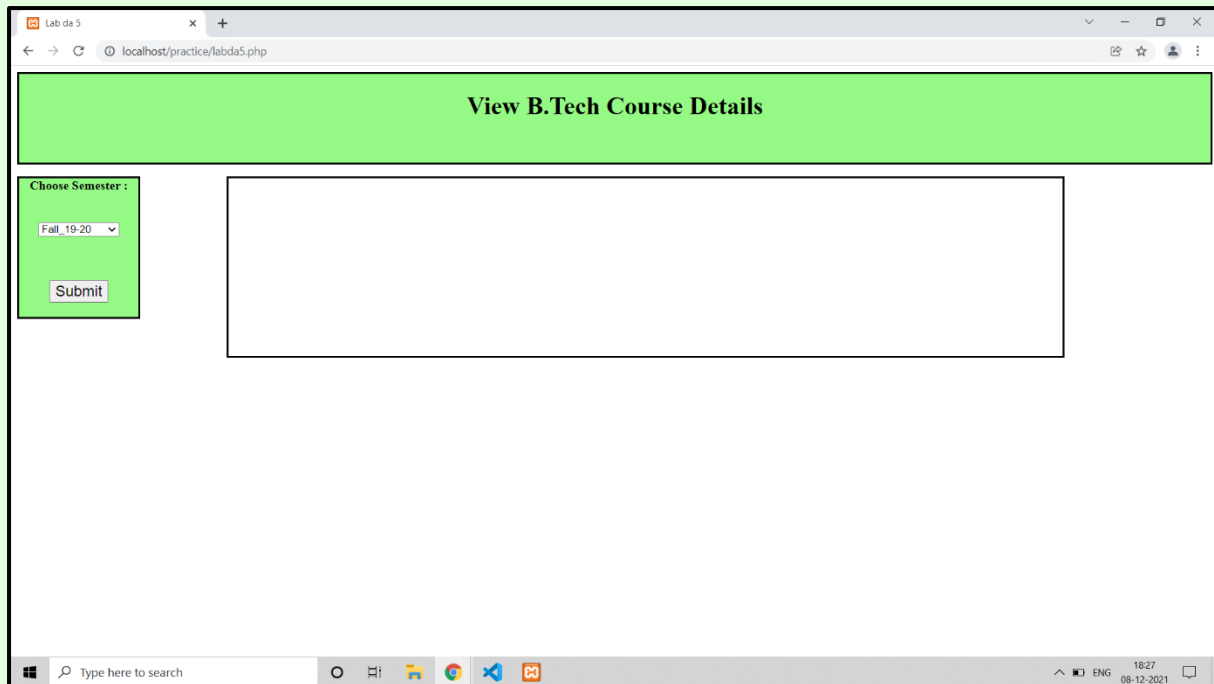 Lab da 5
localhost/practice/labda5.php
View B.Tech Course Details
Choose Semester :
Fall_19-20
Submit
Type here to search
ENG
18:27
08-12-2021